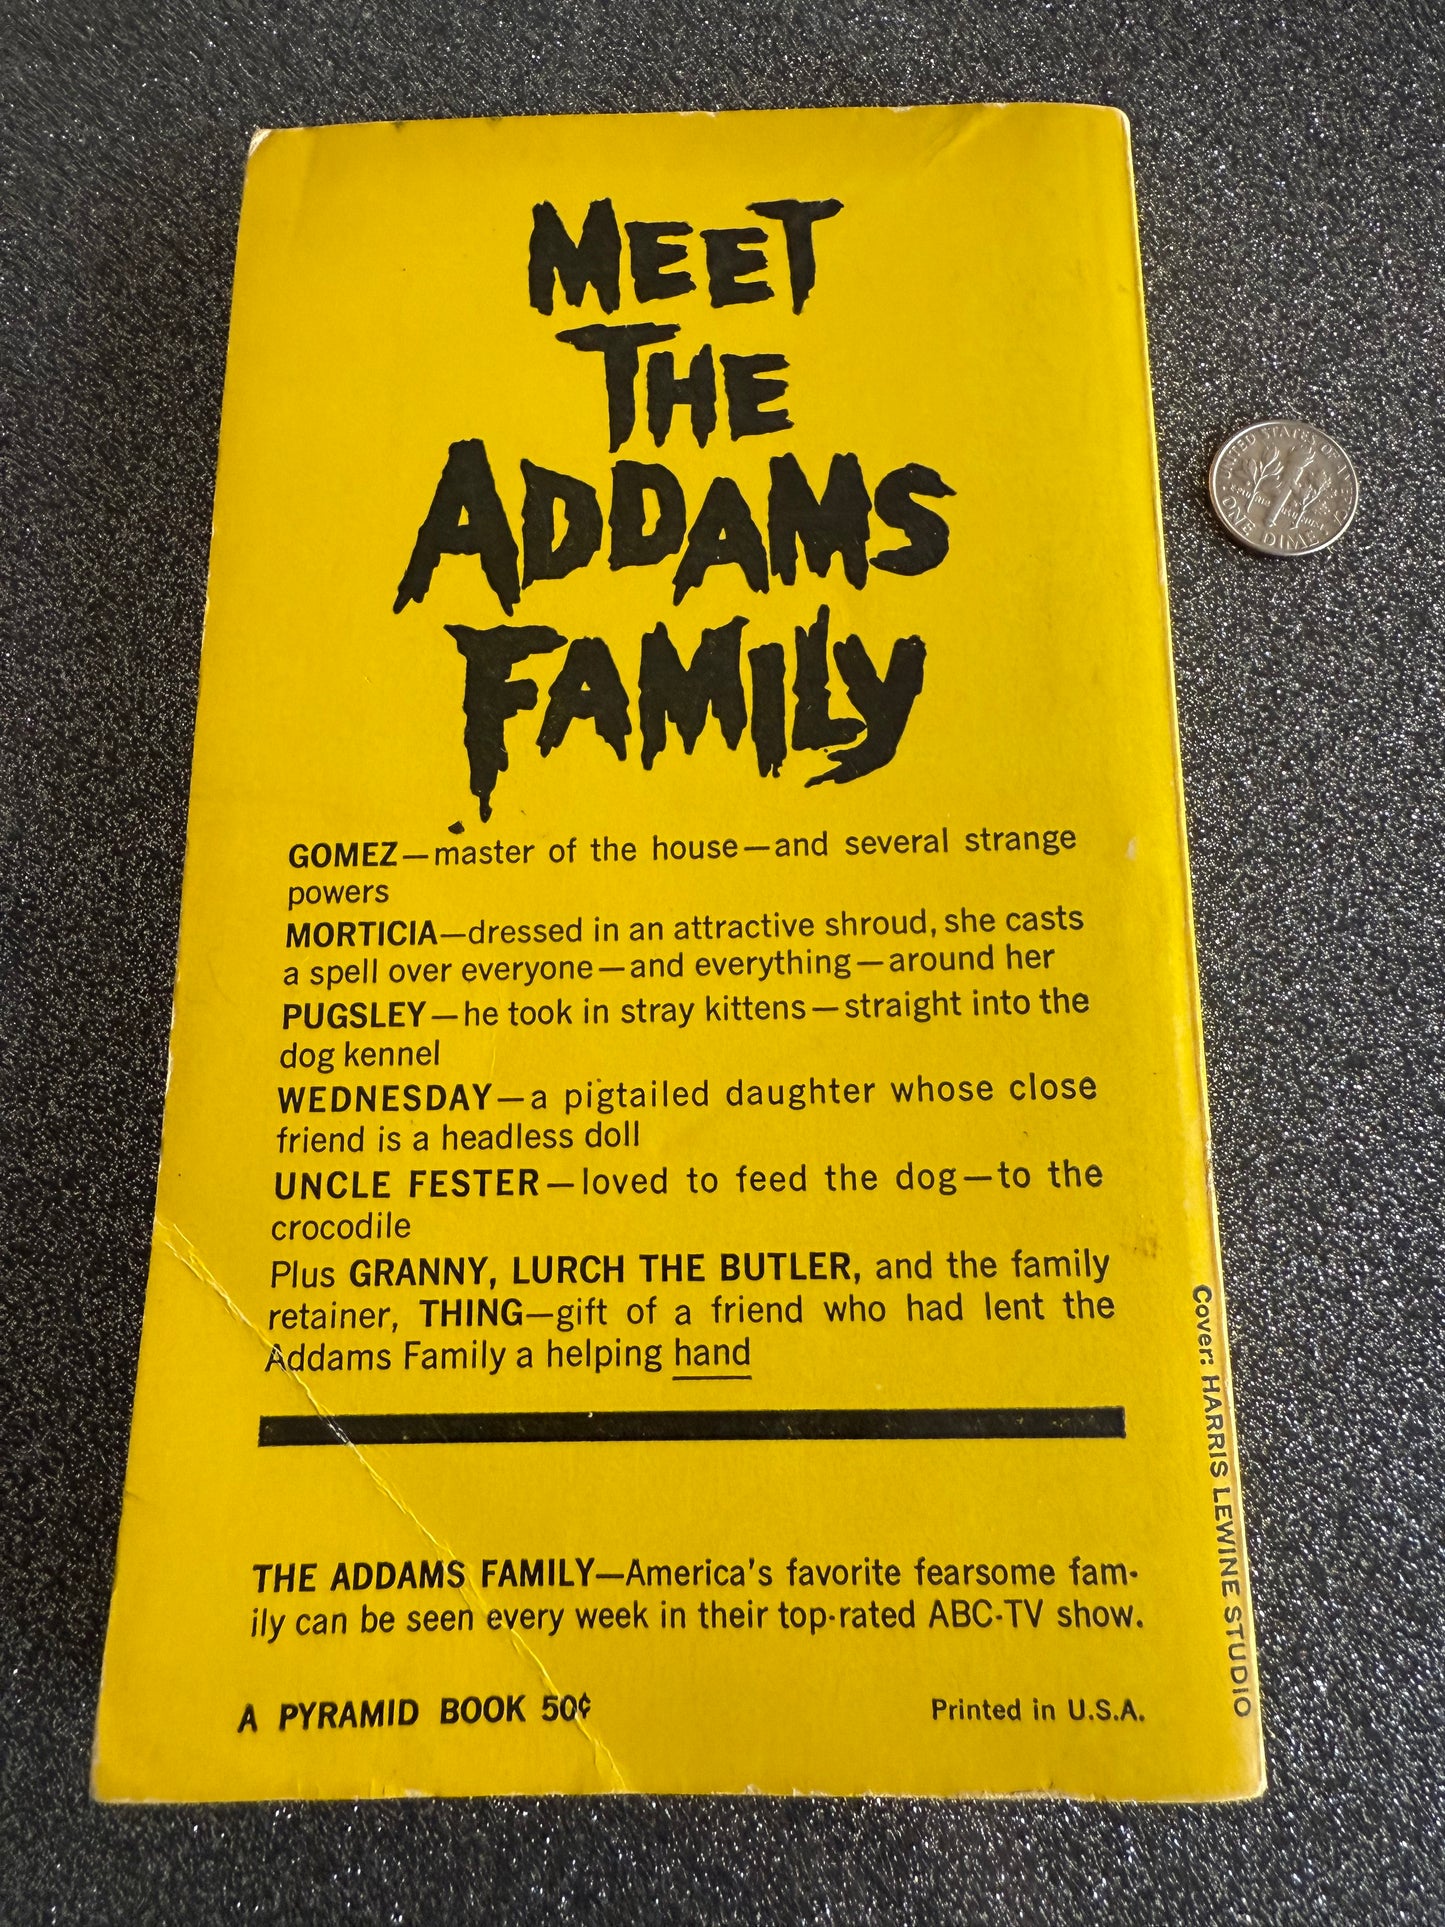 MEET
THE
ADDAMS
FAMILY
GOMEZ—master of the house—and several strange
powers
MORTICIA—dressed in an attractive shroud, she casts
a spell over everyone—and everything—around her
PUGSLEY—he took in stray kittens—straight into the
dog kennel
WEDNESDAY—a pigtailed daughter whose close
friend is a headless doll
UNCLE FESTER—loved to feed the dog—to the
crocodile
Plus GRANNY, LURCH THE BUTLER, and the family
retainer, THING—gift of a friend who had lent the
Addams Family a helping hand
THE ADDAMS FAMILY—America's favorite fearsome fam-
ily can be seen every week in their top-rated ABC-TV show.
A PYRAMID BOOK 50¢
Printed in U.S.A.
Cover: HARRIS LEWINE STUDIO
UNITED STATES OF
ONE DIME